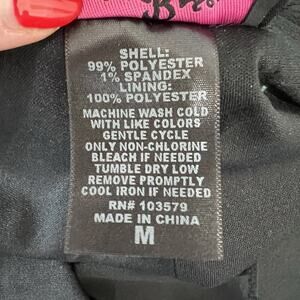 SHELL:
99% POLYESTER
1% SPANDEX
LINING:
100% POLYESTER
MACHINE WASH COLD
WITH LIKE COLORS
GENTLE CYCLE
ONLY NON-CHLORINE
BLEACH IF NEEDED
TUMBLE DRY LOW
REMOVE PROMPTLY
COOL IRON IF NEEDED
RN# 103579
MADE IN CHINA
M